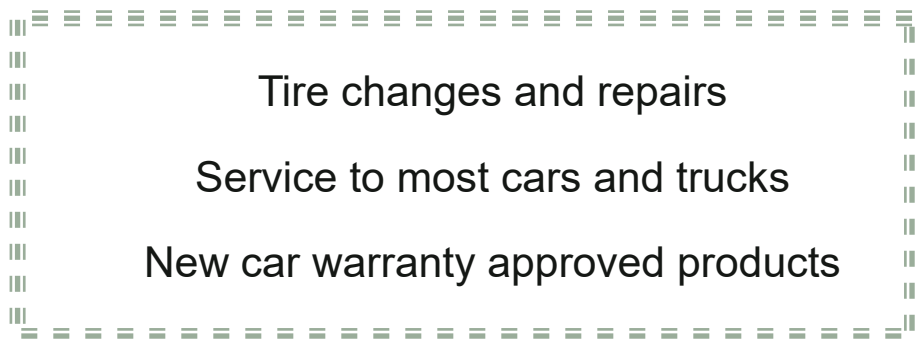 Tire changes and repairs
Service to most cars and trucks
New car warranty approved products